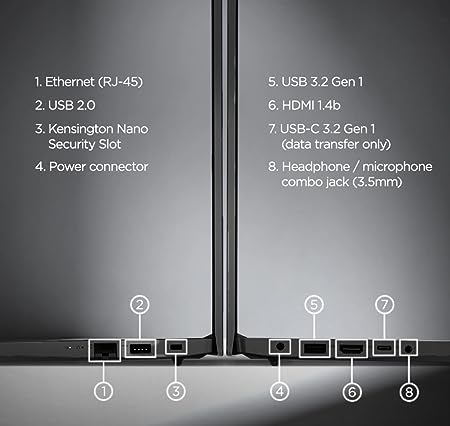 1. Ethernet (RJ-45)
2. USB 2.0
3. Kensington Nano
Security Slot
4. Power connector
5. USB 3.2 Gen 1
6. HDMI 1.4b
7. USB-C 3.2 Gen 1
(data transfer only)
8. Headphone / microphone
combo jack (3.5mm)
2
5
7
1
3
4
6
8